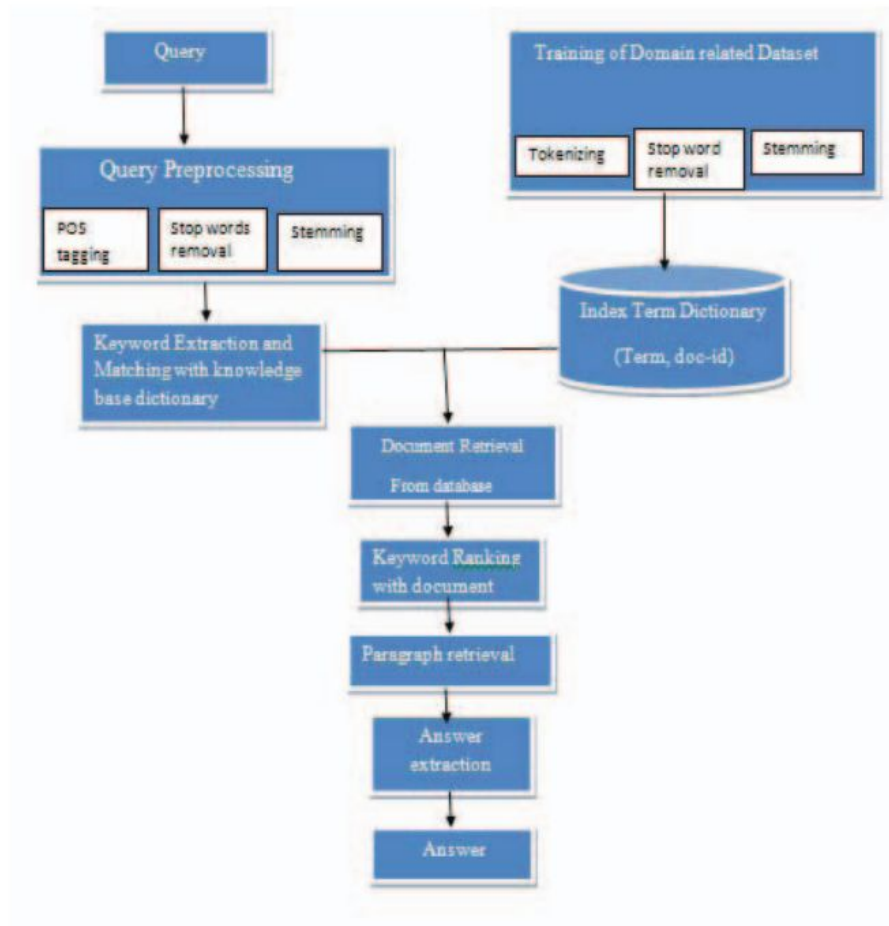 Query
Training of Domain related Dataset
Tokenizing
Stop word
removal
Stemming
Query Preprocessing
POS
tagging
Stop words
removal
Stemming
Index Term Dictionary
(Term, doc-id)
Keyword Extraction and
Matching with knowledge
base dictionary
Document Retrieval
From database
Keyword Ranking
with document
Paragraph retrieval
Answer
extraction
Answer